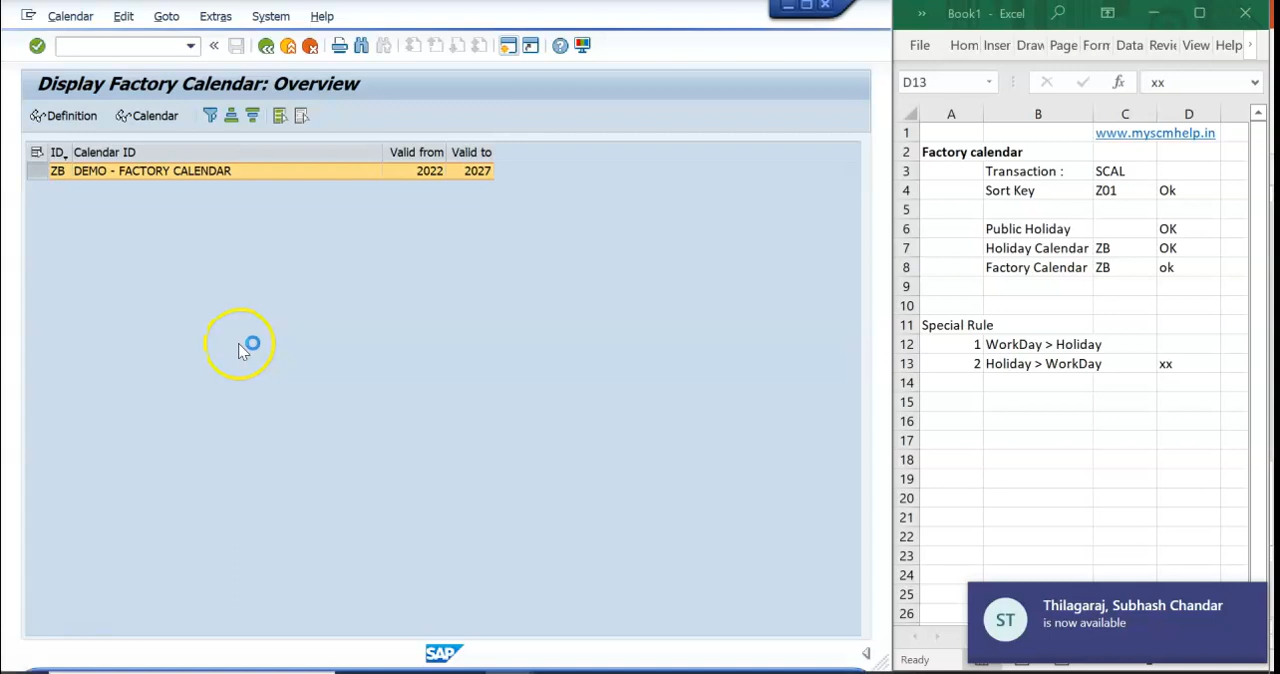 Calendar Edit Goto Extras System Help
Display Factory Calendar: Overview
Definition Calendar
ID Calendar ID Valid from Valid to
ZB DEMO - FACTORY CALENDAR 2022 2027
SAP
» Book1 - Excel
File Hom Inser Draw Page Form Data Revie View Help
D13 fx xx
A B C D
1 www.myscmhelp.in
2 Factory calendar
3 Transaction : SCAL
4 Sort Key Z01 Ok
5
6 Public Holiday OK
7 Holiday Calendar ZB OK
8 Factory Calendar ZB ok
9
10
11 Special Rule
12 1 WorkDay > Holiday
13 2 Holiday > WorkDay xx
14
15
16
17
18
19
20
21
22
23
24
25
26
ST Thilagaraj, Subhash Chandar
is now available
Ready